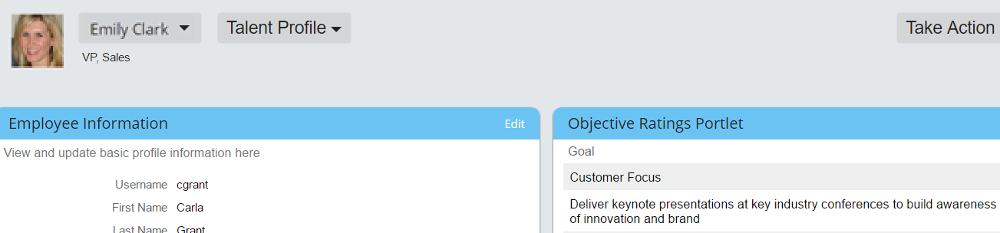 Emily Clark
Talent Profile
Take Action
VP, Sales
Employee Information
Edit
View and update basic profile information here
Username cgrant
First Name Carla
Last Name Grant
Objective Ratings Portlet
Goal
Customer Focus
Deliver keynote presentations at key industry conferences to build awareness
of innovation and brand